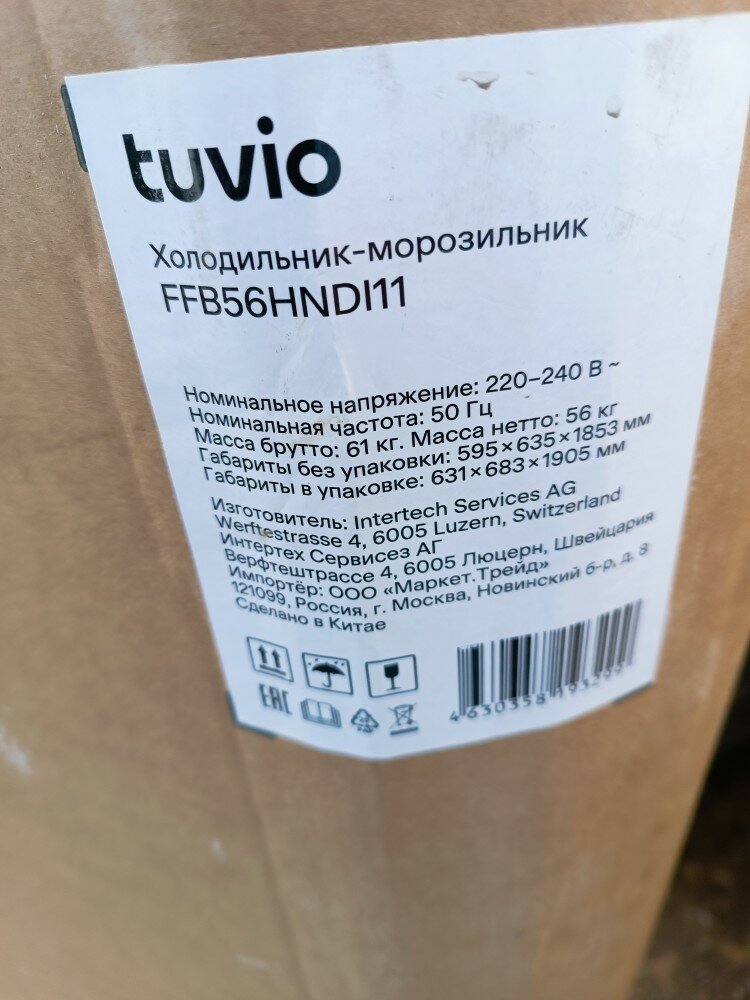 tuvio
Холодильник-морозильник
FFB56HNDI11
Номинальное напряжение: 220–240 В ~
Номинальная частота: 50 Гц
Масса брутто: 61 кг. Масса нетто: 56 кг
Габариты без упаковки: 595×635×1853 мм
Габариты в упаковке: 631×683×1905 мм
Изготовитель: Intertech Services AG
Werftestrasse 4, 6005 Luzern, Switzerland
Интертех Сервисез АГ
Верфтештрассе 4, 6005 Люцерн, Швейцария
Импортёр: ООО «Маркет.Трейд»
121099, Россия, г. Москва, Новинский б-р, д. 8
Сделано в Китае
EAC
4 630358